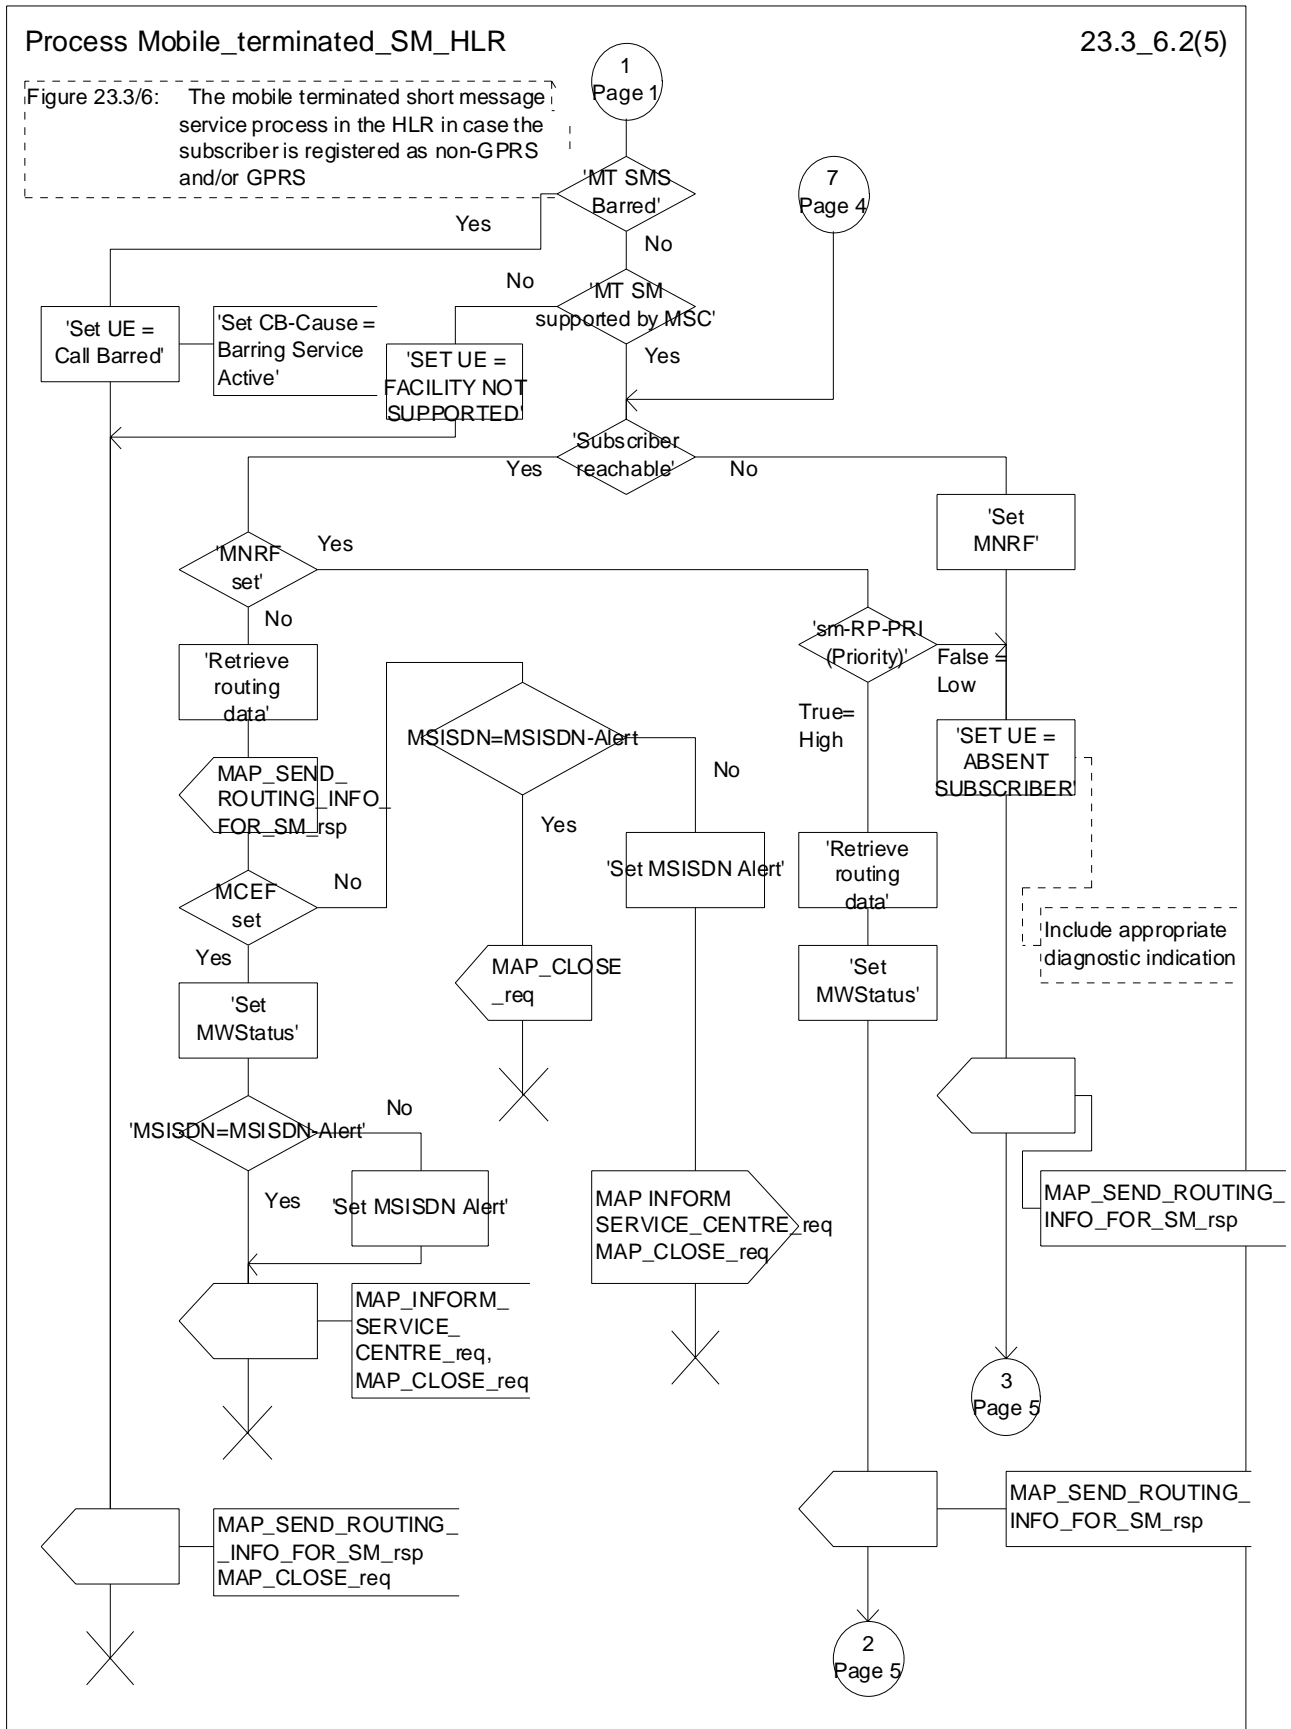 Process Mobile_terminated_SM_HLR
23.3_6.2(5)
Figure 23.3/6: The mobile terminated short message
service process in the HLR in case the
subscriber is registered as non-GPRS
and/or GPRS
1
Page 1
'MT SMS
Barred'
7
Page 4
Yes
No
No
'MT SM
supported by MSC'
'Set UE =
Call Barred'
'Set CB-Cause =
Barring Service
Active'
'SET UE =
FACILITY NOT
SUPPORTED'
Yes
'Subscriber
reachable'
Yes
No
'Set
MNRF'
'MNRF
set'
Yes
No
'sm-RP-PRI
(Priority)'
False =
Low
True=
High
'Retrieve
routing
data'
MSISDN=MSISDN-Alert
No
Yes
'SET UE =
ABSENT
SUBSCRIBER'
MAP_SEND_
ROUTING_INFO_
FOR_SM_rsp
'Set MSISDN Alert'
'Retrieve
routing
data'
MCEF
set
No
Yes
Include appropriate
diagnostic indication
MAP_CLOSE
_req
'Set
MWStatus'
'Set
MWStatus'
'MSISDN=MSISDN-Alert'
No
Yes
'Set MSISDN Alert'
MAP INFORM
SERVICE_CENTRE_req
MAP_CLOSE_req
MAP_SEND_ROUTING_
INFO_FOR_SM_rsp
MAP_INFORM_
SERVICE_
CENTRE_req,
MAP_CLOSE_req
3
Page 5
MAP_SEND_ROUTING_
INFO_FOR_SM_rsp
MAP_SEND_ROUTING_
_INFO_FOR_SM_rsp
MAP_CLOSE_req
2
Page 5